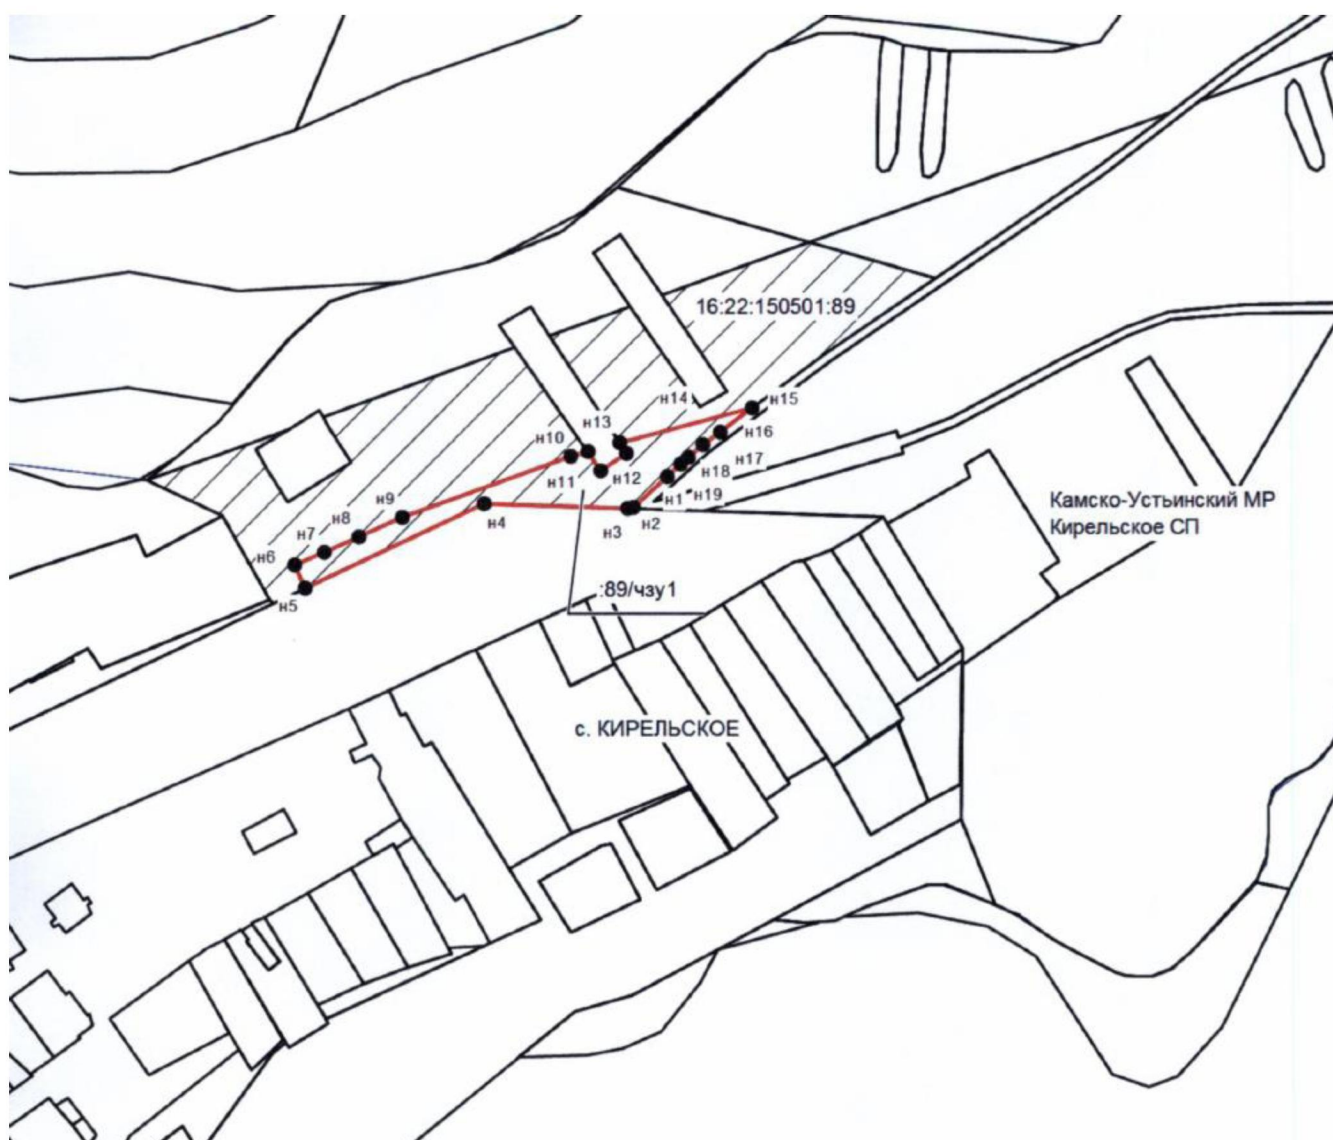 16:22:150501:89
н15
н14
н13
н16
н10
н17
н12
н11
н18
н1
н19
н9
н4
н2
н8
н3
н7
н6
н5
Камско-Устьинский МР
Кирельское СП
:89/чзу1
с. КИРЕЛЬСКОЕ